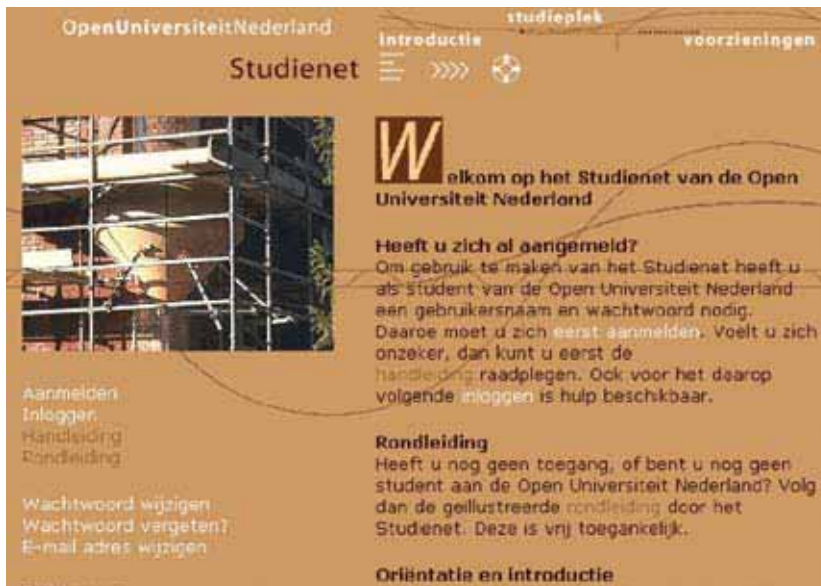 OpenUniversiteitNederland
Studienet
studieplek
introductie
voorzieningen
Welkom op het Studienet van de Open
Universiteit Nederland
Heeft u zich al aangemeld?
Om gebruik te maken van het Studienet heeft u
als student van de Open Universiteit Nederland
een gebruikersnaam en wachtwoord nodig.
Daaroe moet u zich eerst aanmelden. Voelt u zich
onzeker, dan kunt u eerst de
handleiding raadplegen. Ook voor het daarop
volgende inloggen is hulp beschikbaar.
Rondleiding
Heeft u nog geen toegang, of bent u nog geen
student aan de Open Universiteit Nederland? Volg
dan de geillustreerde rondleiding door het
Studienet. Deze is vrij toegankelijk.
Oriëntatie en introductie
Aanmelden
Inloggen
Handleiding
Rondleiding
Wachtwoord wijzigen
Wachtwoord vergeten?
E-mail adres wijzigen